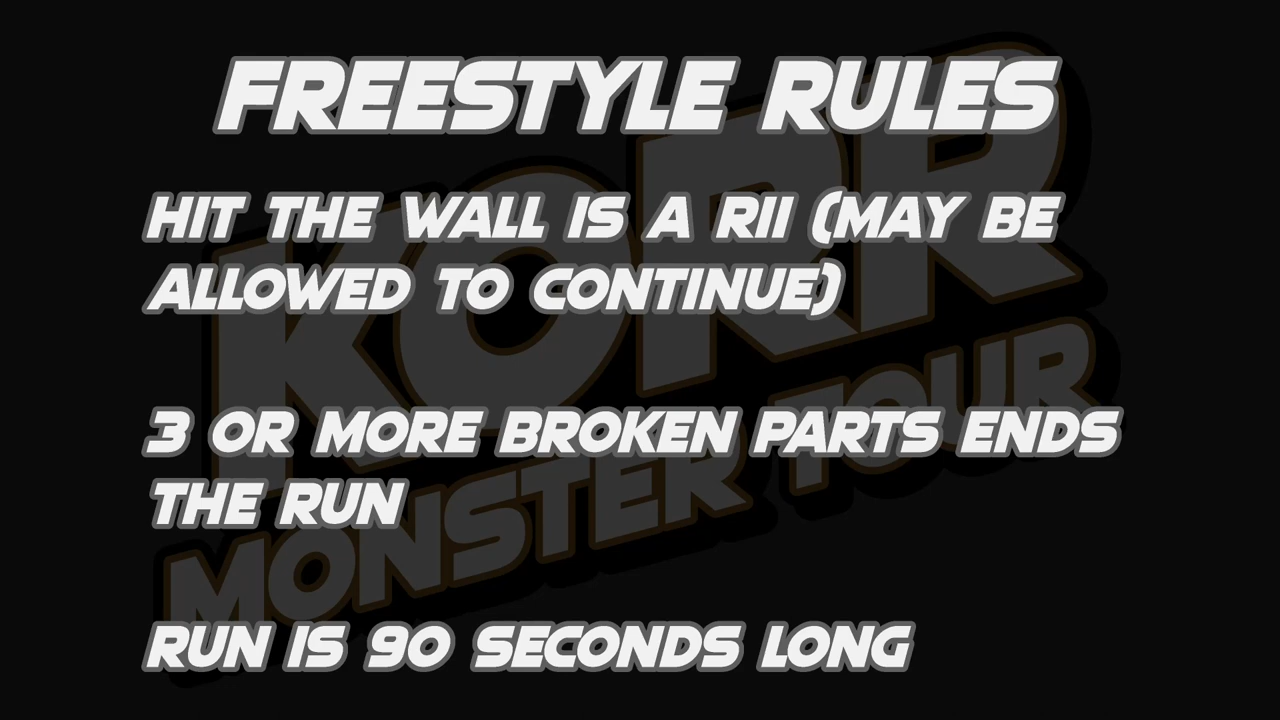 FREESTYLE RULES
HIT THE WALL IS A RII (MAY BE
ALLOWED TO CONTINUE)
3 OR MORE BROKEN PARTS ENDS
THE RUN
RUN IS 90 SECONDS LONG
KORR
MONSTER TOUR